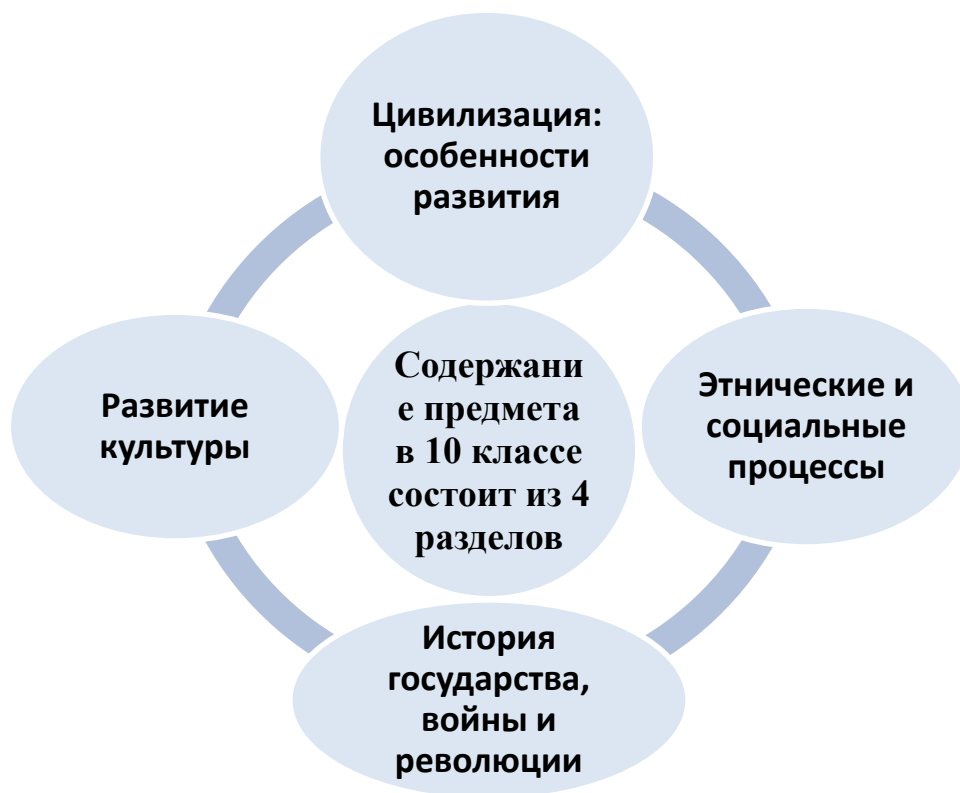 Цивилизация:
особенности
развития
Развитие
культуры
Содержани
е предмета
в 10 классе
состоит из 4
разделов
Этнические и
социальные
процессы
История
государства,
войны и
революции